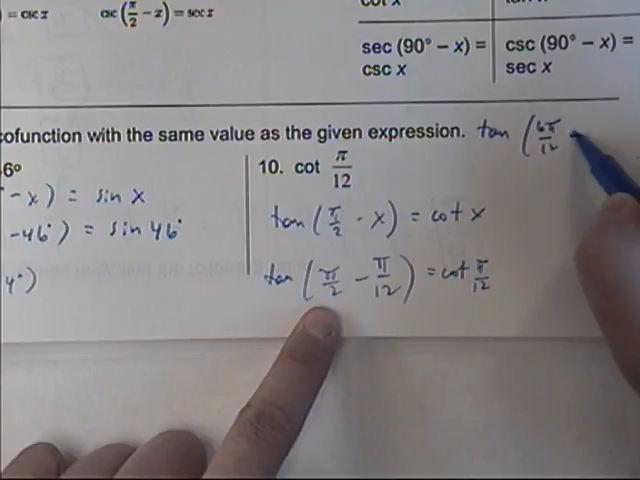 ) = csc x csc (π/2 − x) = sec x
cot x
sec (90° − x) = csc (90° − x) =
csc x sec x
cofunction with the same value as the given expression. tan (6π/12 -
6° 10. cot π/12
- x) = sin x tan (π/2 - x) = cot x
- 46°) = sin 46°
4°) tan (π/2 - π/12) = cot π/12